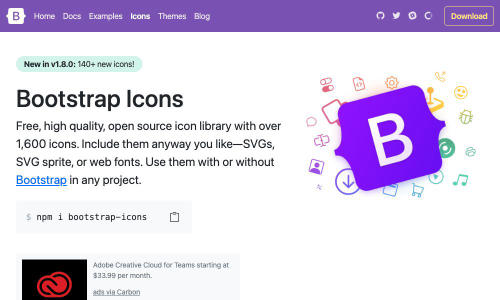 B Home Docs Examples Icons Themes Blog Download
New in v1.8.0: 140+ new icons!
Bootstrap Icons
Free, high quality, open source icon library with over
1,600 icons. Include them anyway you like—SVGs,
SVG sprite, or web fonts. Use them with or without
Bootstrap in any project.
B
$ npm i bootstrap-icons
Adobe Creative Cloud for Teams starting at
$33.99 per month.
ads via Carbon